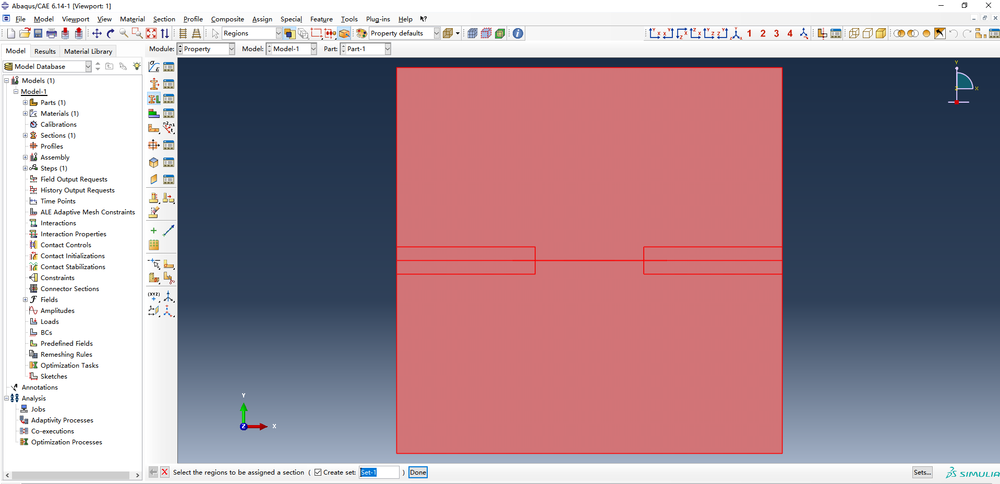 Abaqus/CAE 6.14-1 [Viewport: 1]
File Model Viewport View Material Section Profile Composite Assign Special Feature Tools Plug-ins Help
Regions Property defaults 1 2 3 4
Model Results Material Library Module: Property Model: Model-1 Part: Part-1
Model Database
Models (1)
Model-1
Parts (1)
Materials (1)
Calibrations
Sections (1)
Profiles
Assembly
Steps (1)
Field Output Requests
History Output Requests
Time Points
ALE Adaptive Mesh Constraints
Interactions
Interaction Properties
Contact Controls
Contact Initializations
Contact Stabilizations
Constraints
Connector Sections
Fields
Amplitudes
Loads
BCs
Predefined Fields
Remeshing Rules
Optimization Tasks
Sketches
Annotations
Analysis
Jobs
Adaptivity Processes
Co-executions
Optimization Processes
(XYZ)
Y
Z X
Y
Z X
Select the regions to be assigned a section ( Create set: Set-1 ) Done Sets... SIMULIA